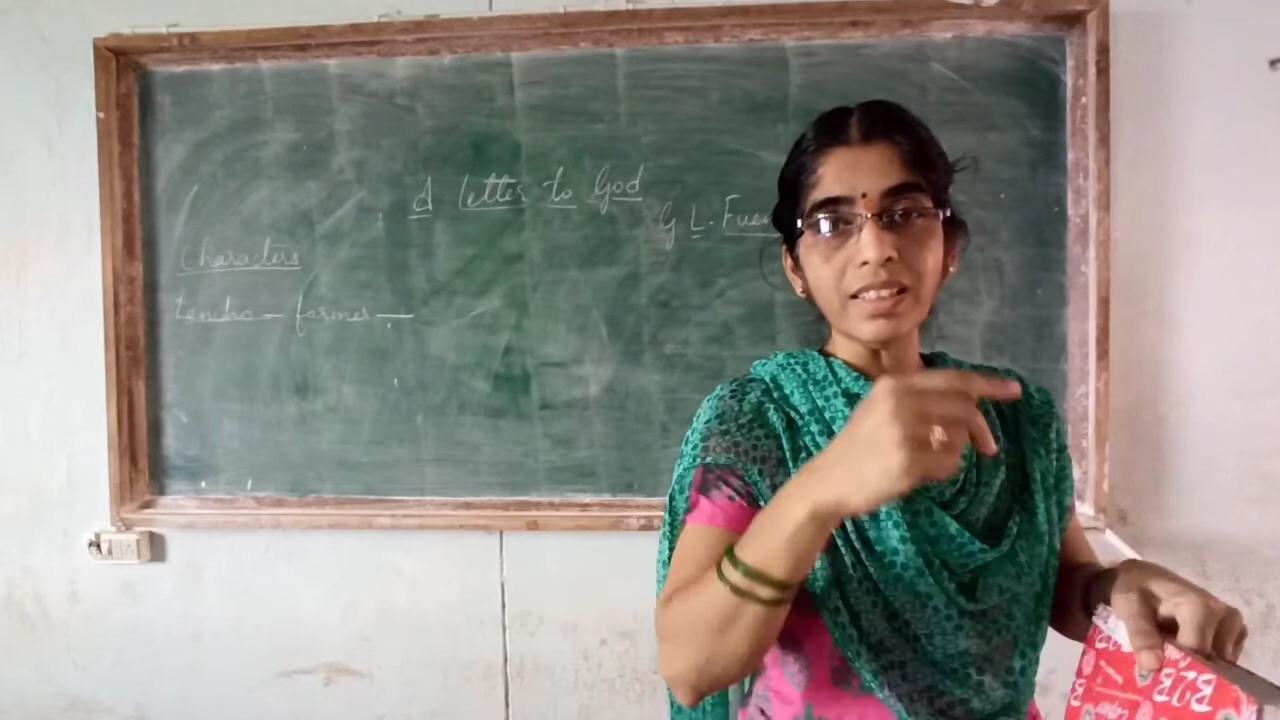 A Letter to God
G L. Fue
Characters
Lencho - farmer -
B2B